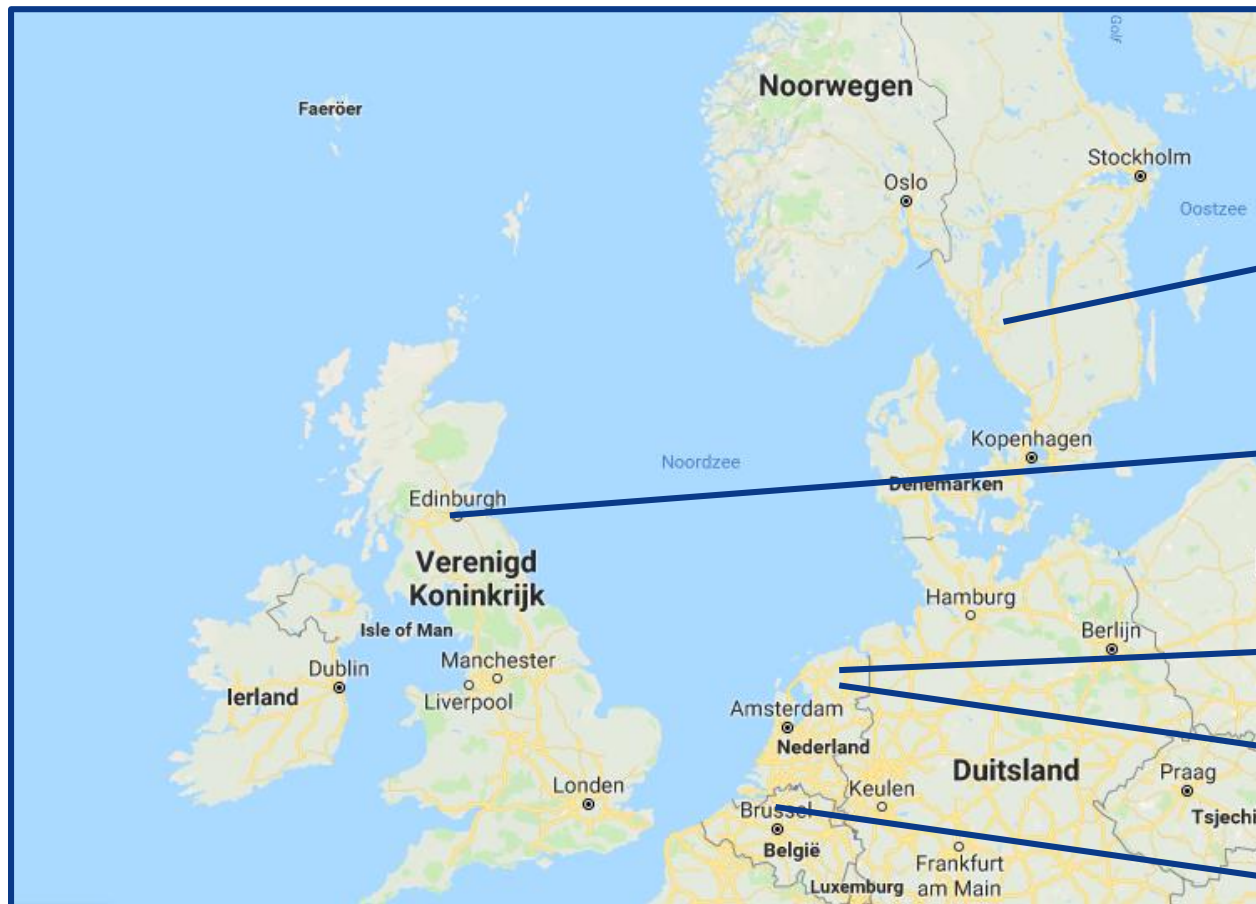 Golf
Noorwegen
Faeröer
Stockholm
Oslo
Oostzee
Kopenhagen
Noordzee
Denemarken
Edinburgh
Verenigd
Koninkrijk
Hamburg
Isle of Man
Berlijn
Dublin
Manchester
Ierland
Liverpool
Amsterdam
Nederland
Duitsland
Praag
Londen
Keulen
Brussel
Tsjechi
België
Frankfurt
am Main
Luxemburg